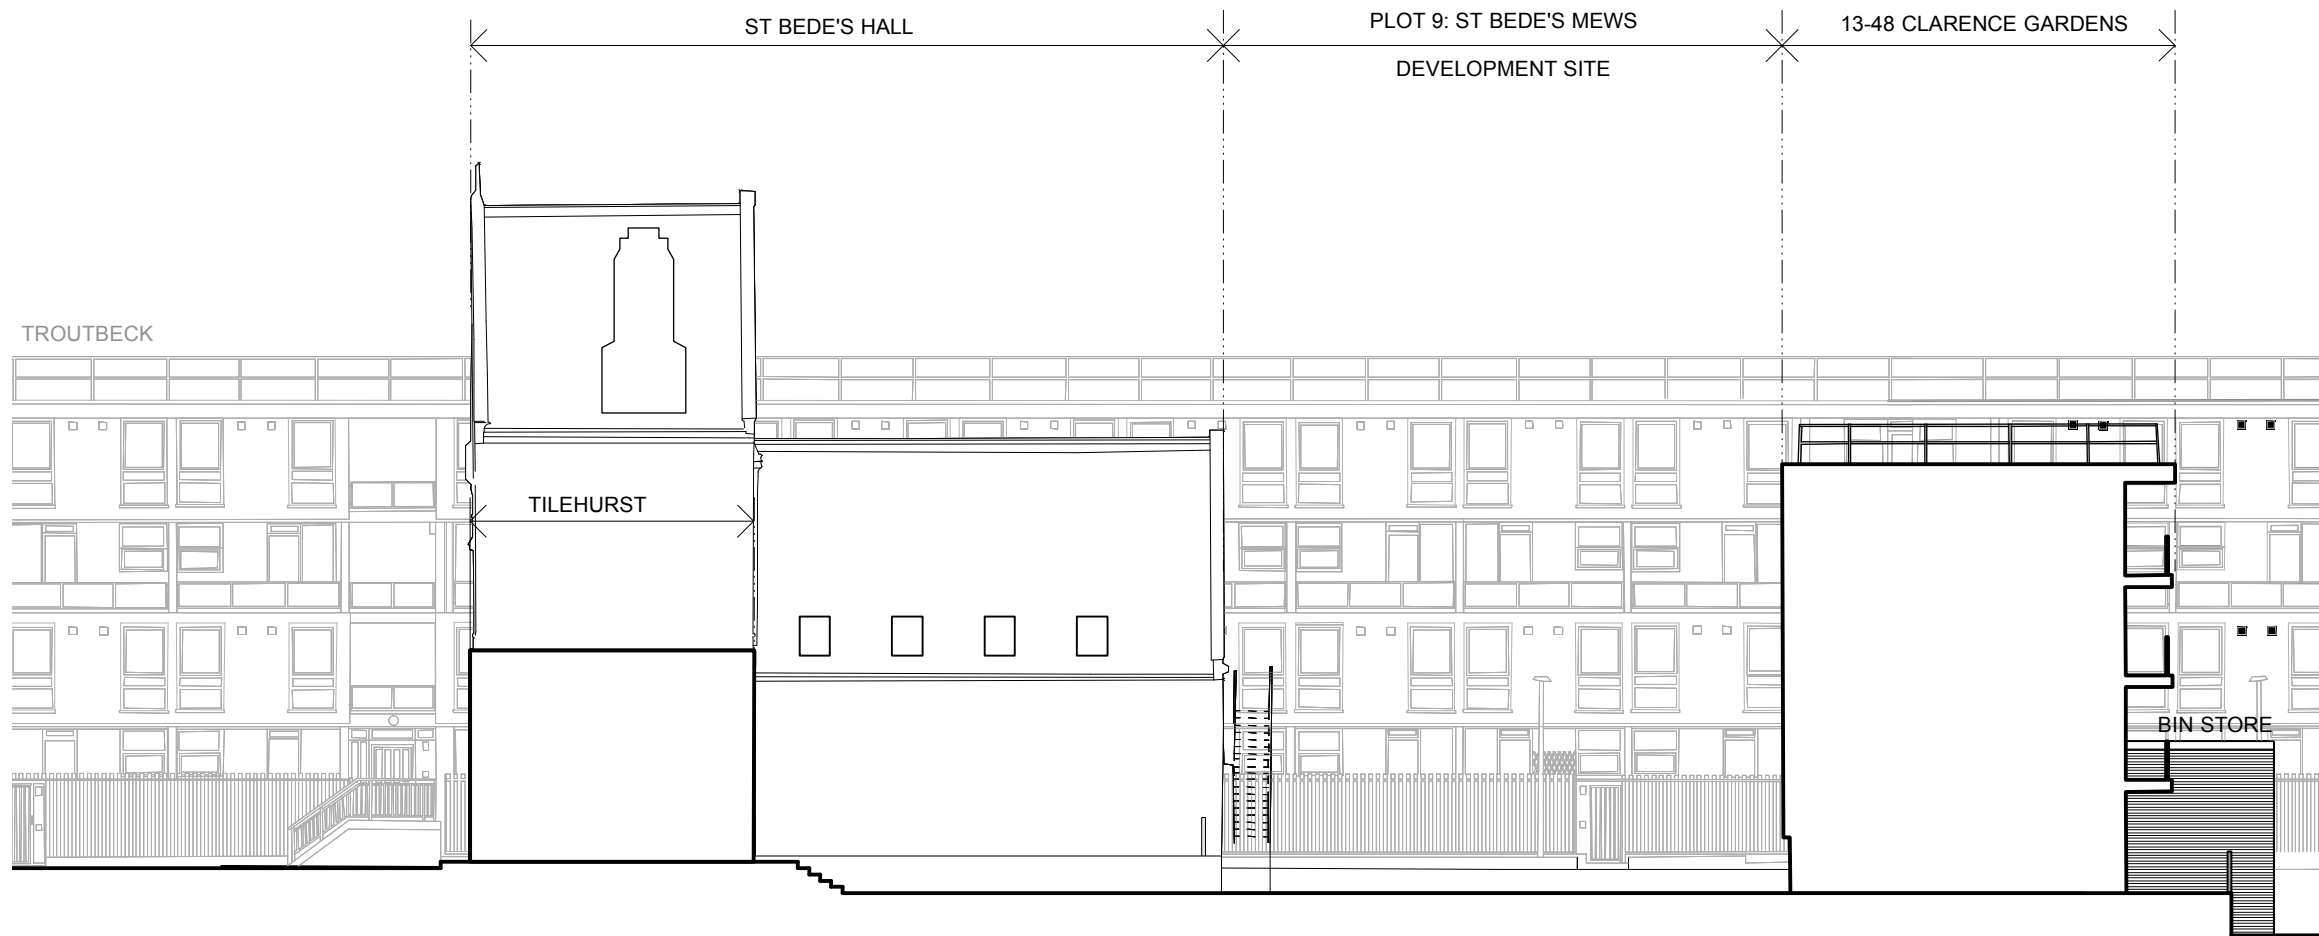 ST BEDE'S HALL
PLOT 9: ST BEDE'S MEWS
DEVELOPMENT SITE
13-48 CLARENCE GARDENS
TROUTBECK
TILEHURST
BIN STORE